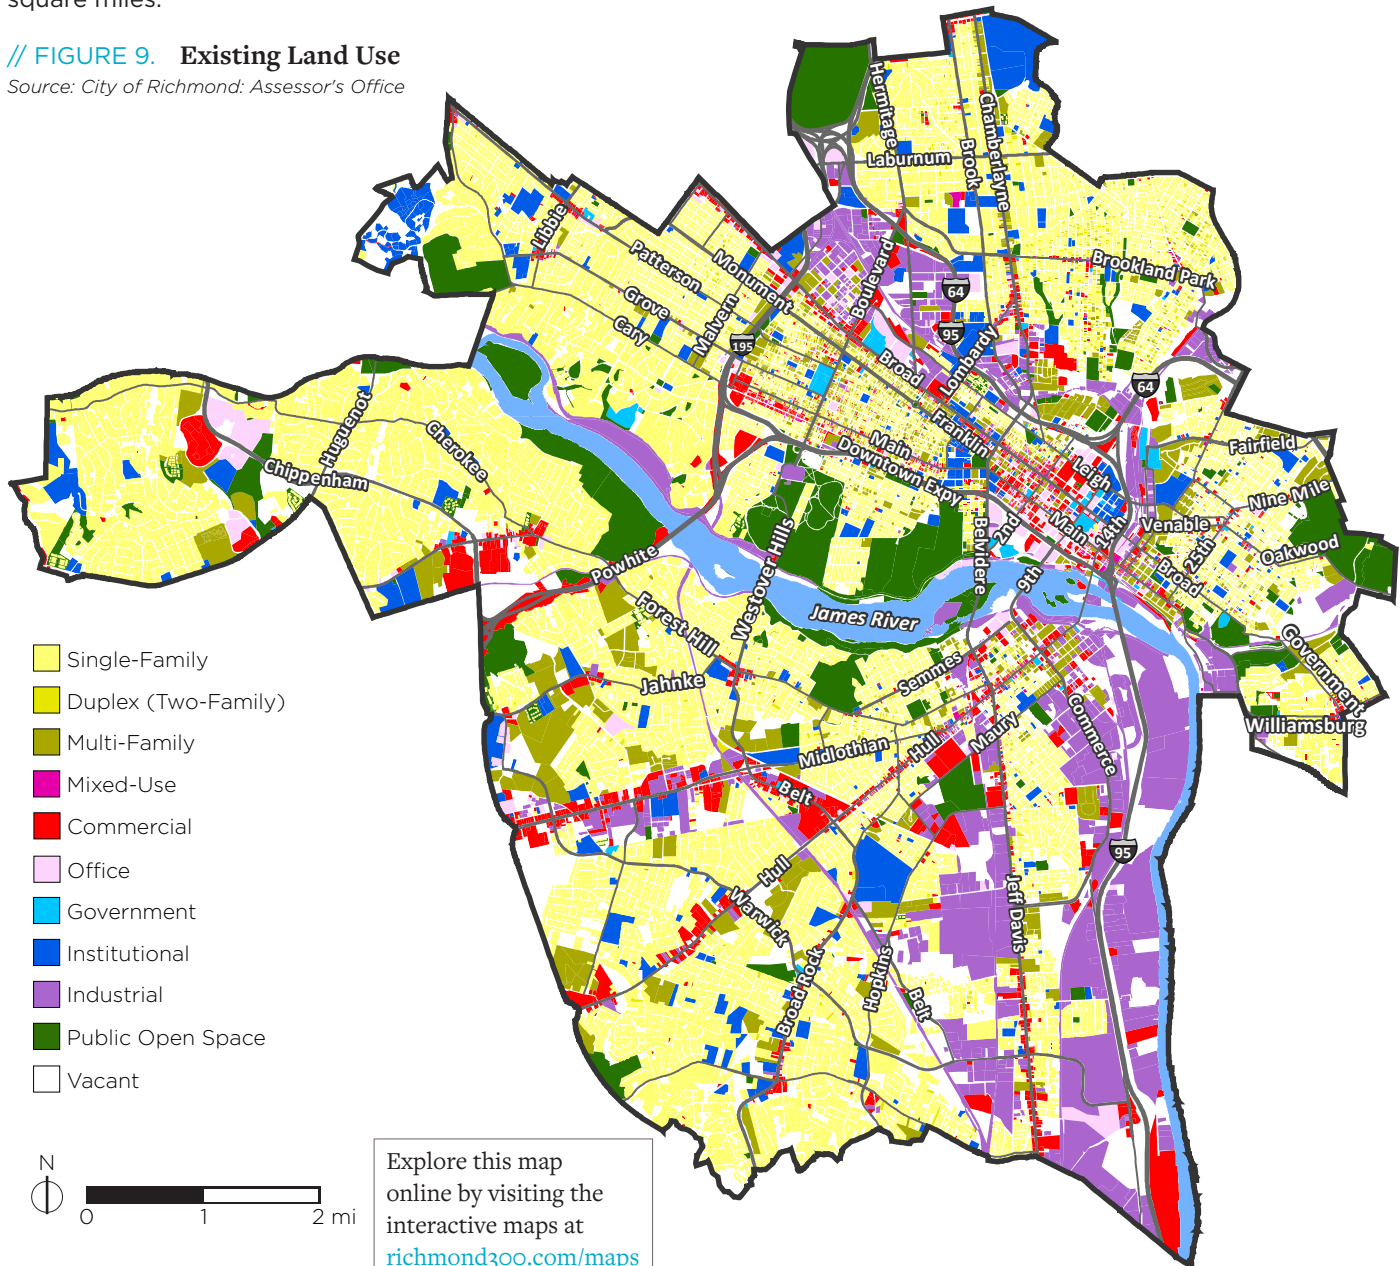 square miles.
// FIGURE 9. Existing Land Use
Source: City of Richmond: Assessor's Office
Hermitage
Chamberlayne
Brook
Laburnum
Libbie
Patterson
Monument
Boulevard
Brookland Park
64
Grove
Malvern
Cary
195
95
Lombardy
Broad
64
Huguenot
Cherokee
Chippenham
Main
Franklin
Downtown Expy
Leigh
Fairfield
Nine Mile
Belvidere
2nd
Main
14th
Venable
25th
Oakwood
Broad
Powhite
Westover Hills
9th
James River
Forest Hill
Government
Semmes
Jahnke
Williamsburg
Midlothian
Hull
Maury
Commerce
Belt
95
Hull
Warwick
Jeff Davis
Broad Rock
Hopkins
Belt
Single-Family
Duplex (Two-Family)
Multi-Family
Mixed-Use
Commercial
Office
Government
Institutional
Industrial
Public Open Space
Vacant
N
0 1 2 mi
Explore this map
online by visiting the
interactive maps at
richmond300.com/maps